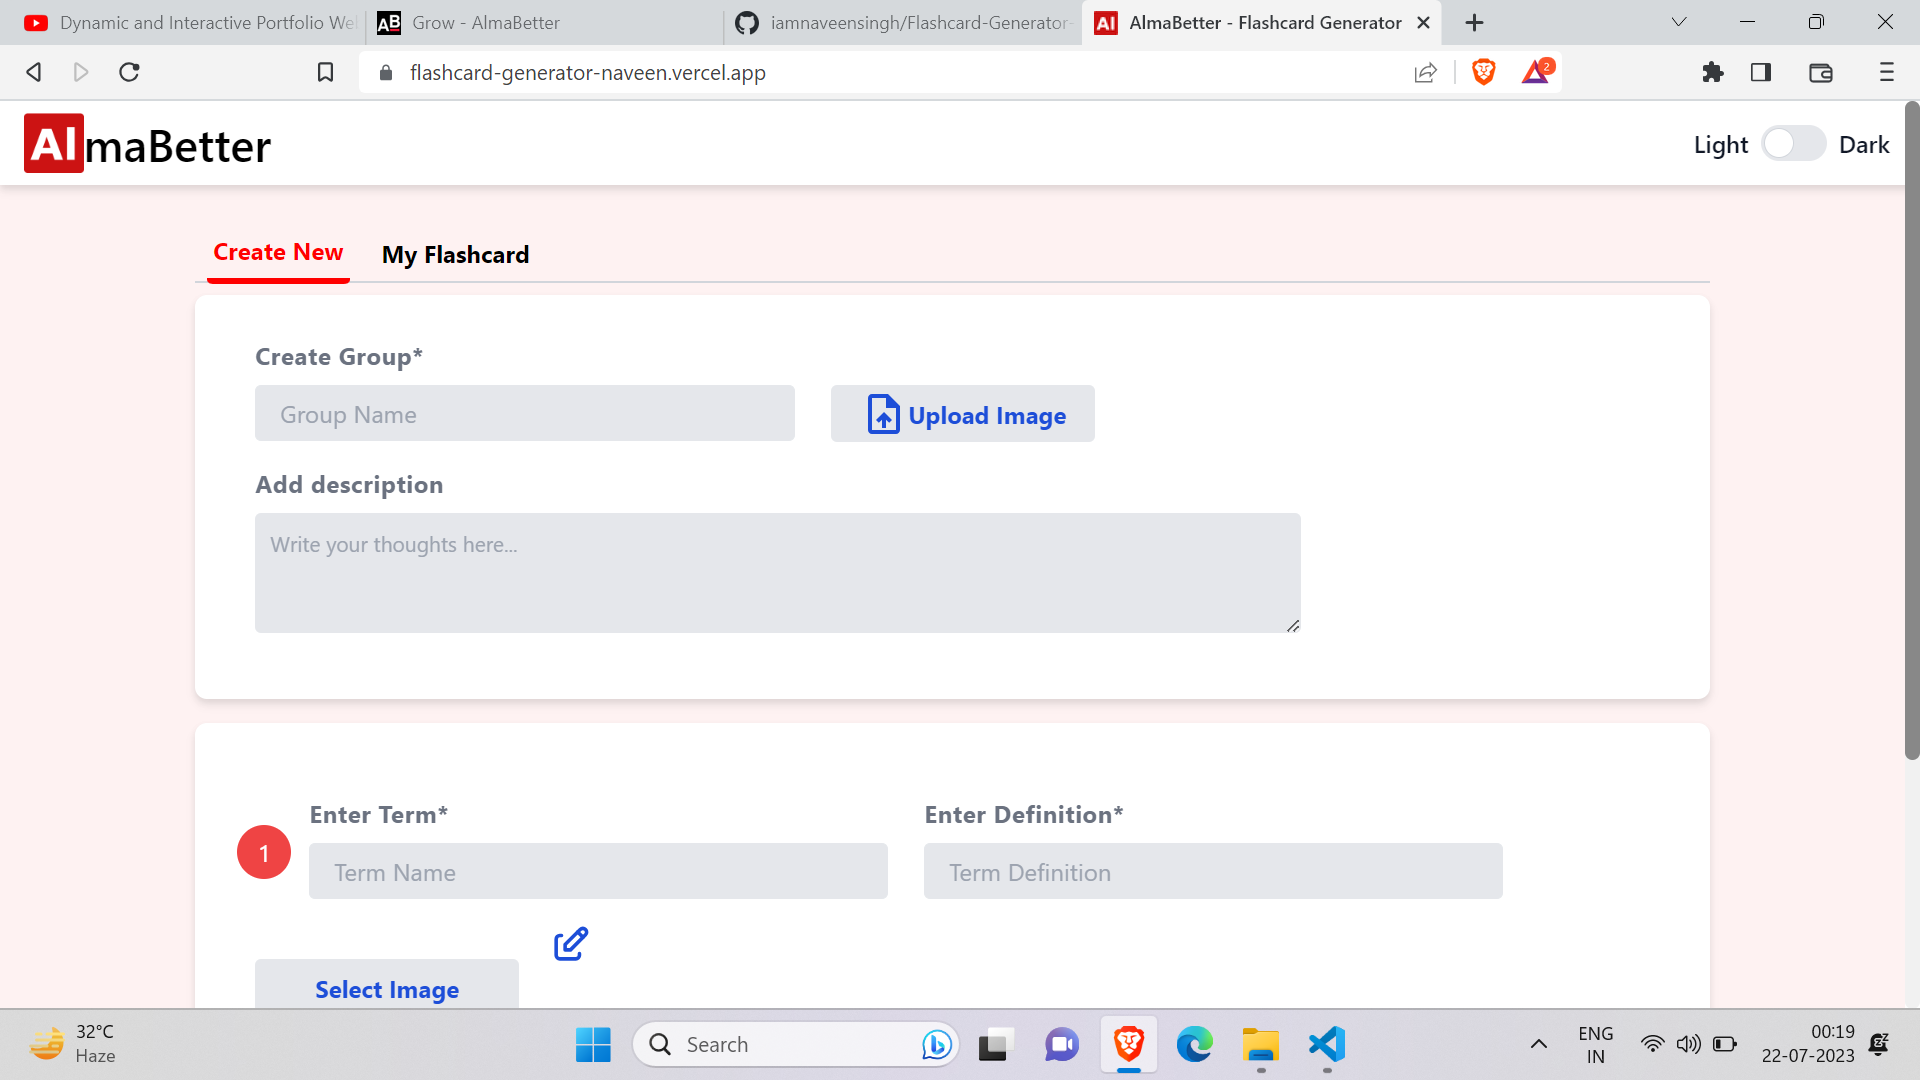 Dynamic and Interactive Portfolio We
AB Grow - AlmaBetter
iamnaveensingh/Flashcard-Generator-
Al AlmaBetter - Flashcard Generator
flashcard-generator-naveen.vercel.app
2
AlmaBetter
Light Dark
Create New My Flashcard
Create Group*
Group Name
Upload Image
Add description
Write your thoughts here...
Enter Term* Enter Definition*
1 Term Name Term Definition
Select Image
32°C
Haze
Search
ENG
IN
00:19
22-07-2023